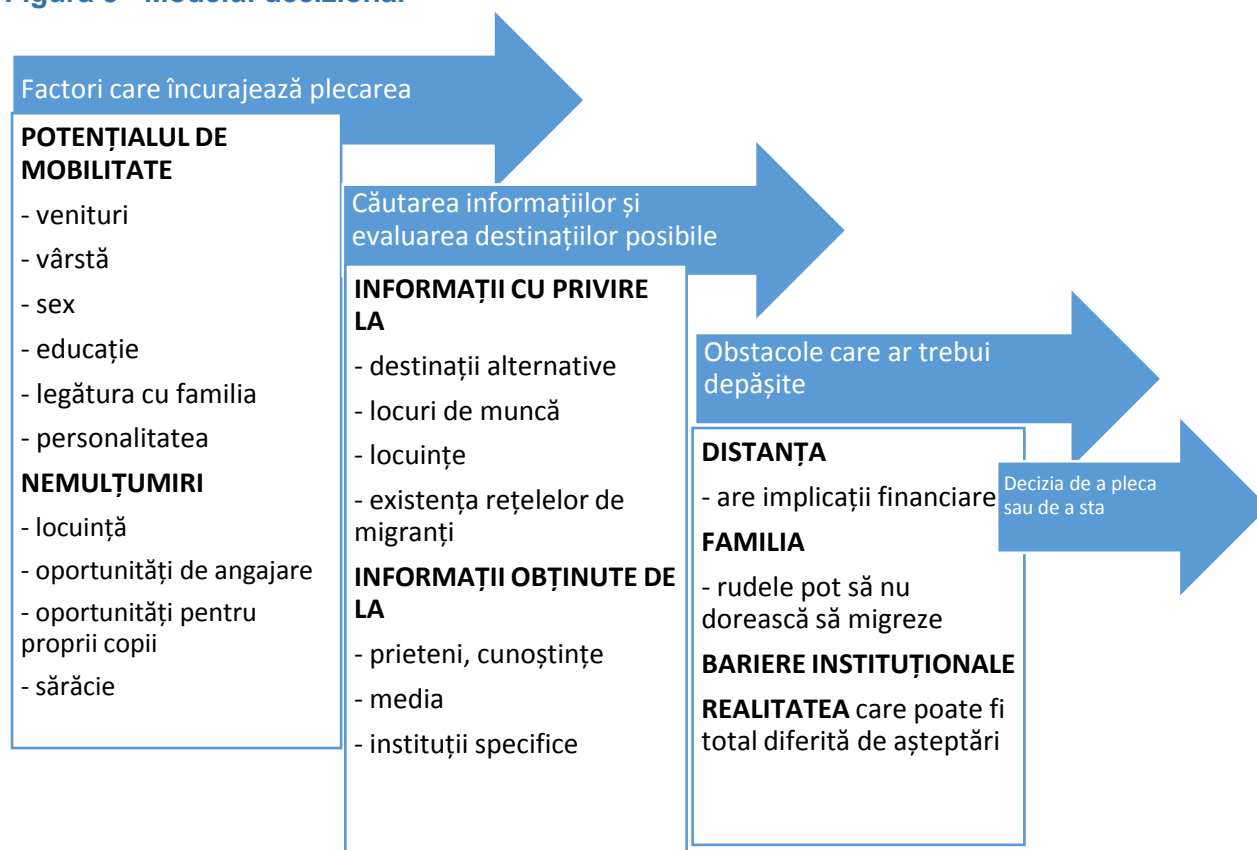 Factori care încurajează plecarea
POTENȚIALUL DE
MOBILITATE
- venituri
- vârstă
- sex
- educație
- legătura cu familia
- personalitatea
NEMULȚUMIRI
- locuință
- oportunități de angajare
- oportunități pentru
proprii copii
- sărăcie
Căutarea informațiilor și
evaluarea destinațiilor posibile
INFORMAȚII CU PRIVIRE
LA
- destinații alternative
- locuri de muncă
- locuințe
- existența rețelelor de
migranți
INFORMAȚII OBȚINUTE DE
LA
- prieteni, cunoștințe
- media
- instituții specifice
Obstacole care ar trebui
depășite
DISTANȚA
- are implicații financiare
FAMILIA
- rudele pot să nu
dorească să migreze
BARIERE INSTITUȚIONALE
REALITATEA care poate fi
total diferită de așteptări
Decizia de a pleca
sau de a sta